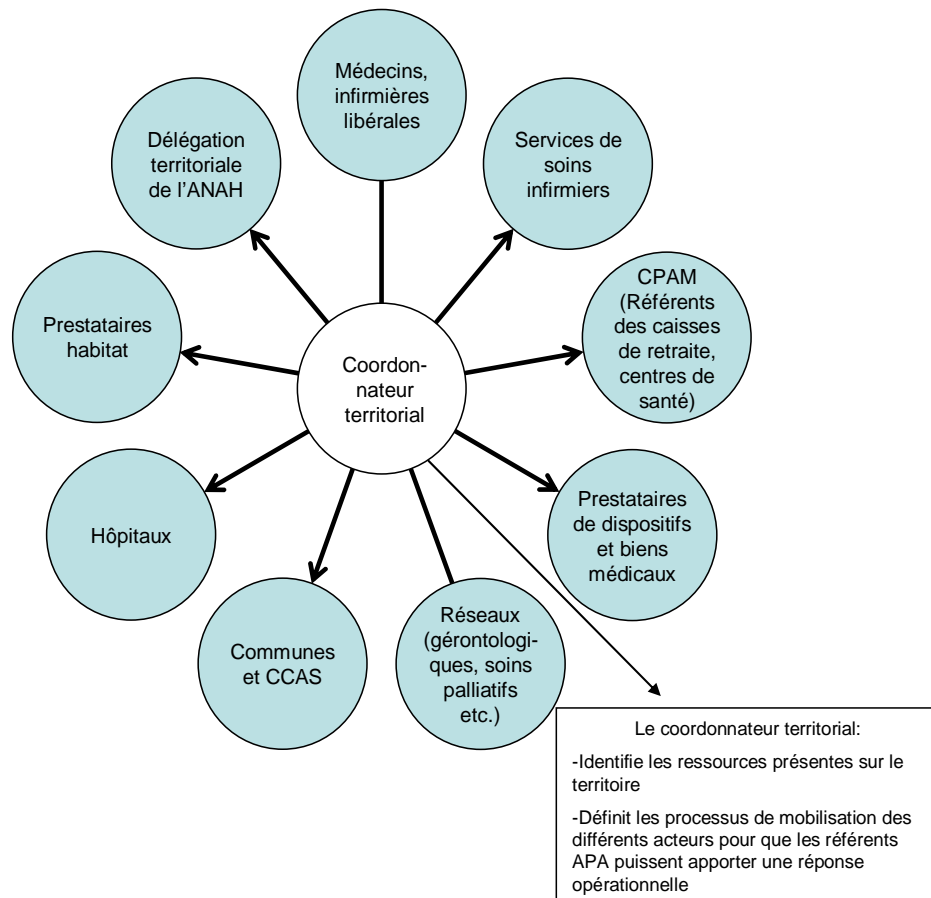 Médecins,
infirmières
libérales
Délégation
territoriale
de l'ANAH
Services de
soins
infirmiers
CPAM
(Référents
des caisses
de retraite,
centres de
santé)
Prestataires
habitat
Coordon-
nateur
territorial
Prestataires
de dispositifs
et biens
médicaux
Hôpitaux
Communes
et CCAS
Réseaux
(gérontologi-
ques, soins
palliatifs
etc.)
Le coordonnateur territorial:
-Identifie les ressources présentes sur le
territoire
-Définit les processus de mobilisation des
différents acteurs pour que les référents
APA puissent apporter une réponse
opérationnelle